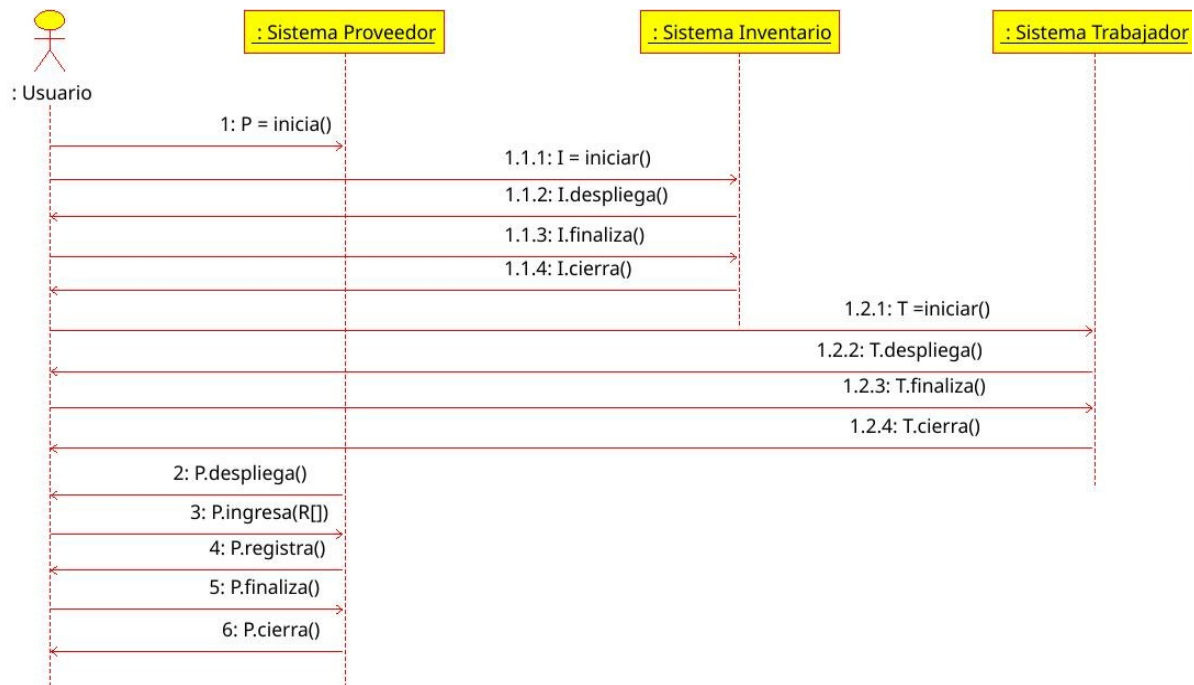 : Sistema Proveedor
: Sistema Inventario
: Sistema Trabajador
: Usuario
1: P = inicia()
1.1.1: I = iniciar()
1.1.2: I.despliega()
1.1.3: I.finaliza()
1.1.4: I.cierra()
1.2.1: T =iniciar()
1.2.2: T.despliega()
1.2.3: T.finaliza()
1.2.4: T.cierra()
2: P.despliega()
3: P.ingresa(R[])
4: P.registra()
5: P.finaliza()
6: P.cierra()